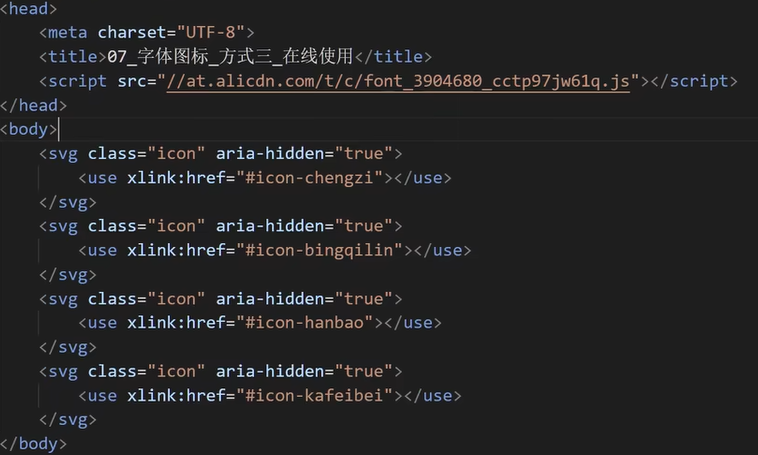 <head>
<meta charset="UTF-8">
<title>07_字体图标_方式三_在线使用</title>
<script src="//at.alicdn.com/t/c/font_3904680_cctp97jw61q.js"></script>
</head>
<body>
<svg class="icon" aria-hidden="true">
<use xlink:href="#icon-chengzi"></use>
</svg>
<svg class="icon" aria-hidden="true">
<use xlink:href="#icon-bingqilin"></use>
</svg>
<svg class="icon" aria-hidden="true">
<use xlink:href="#icon-hanbao"></use>
</svg>
<svg class="icon" aria-hidden="true">
<use xlink:href="#icon-kafeibei"></use>
</svg>
</body>